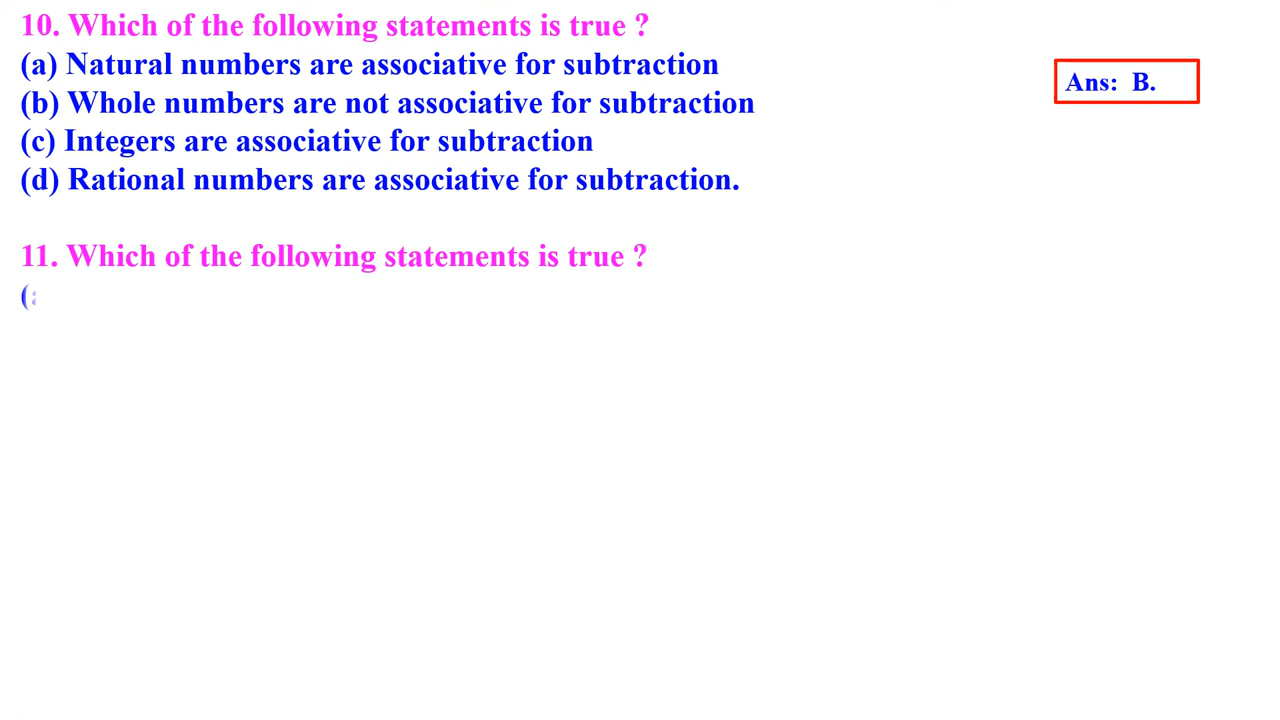 10. Which of the following statements is true ?
(a) Natural numbers are associative for subtraction
Ans: B.
(b) Whole numbers are not associative for subtraction
(c) Integers are associative for subtraction
(d) Rational numbers are associative for subtraction.
11. Which of the following statements is true ?
(a